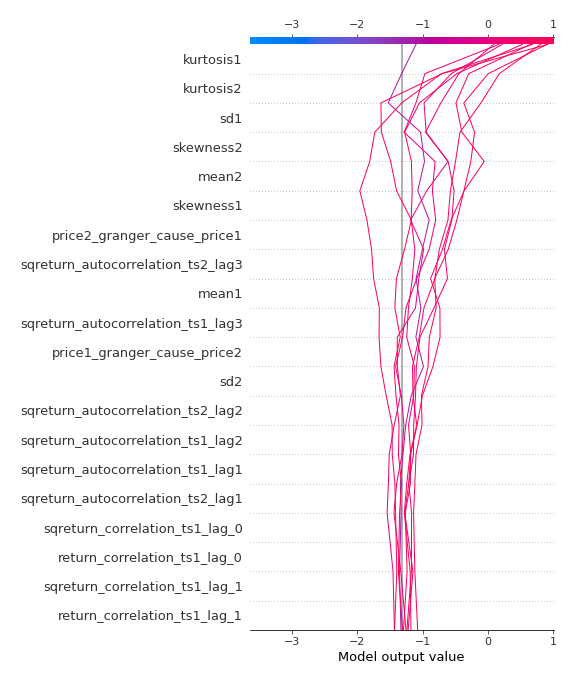 −3 −2 −1 0 1
kurtosis1
kurtosis2
sd1
skewness2
mean2
skewness1
price2_granger_cause_price1
sqreturn_autocorrelation_ts2_lag3
mean1
sqreturn_autocorrelation_ts1_lag3
price1_granger_cause_price2
sd2
sqreturn_autocorrelation_ts2_lag2
sqreturn_autocorrelation_ts1_lag2
sqreturn_autocorrelation_ts1_lag1
sqreturn_autocorrelation_ts2_lag1
sqreturn_correlation_ts1_lag_0
return_correlation_ts1_lag_0
sqreturn_correlation_ts1_lag_1
return_correlation_ts1_lag_1
−3 −2 −1 0 1
Model output value